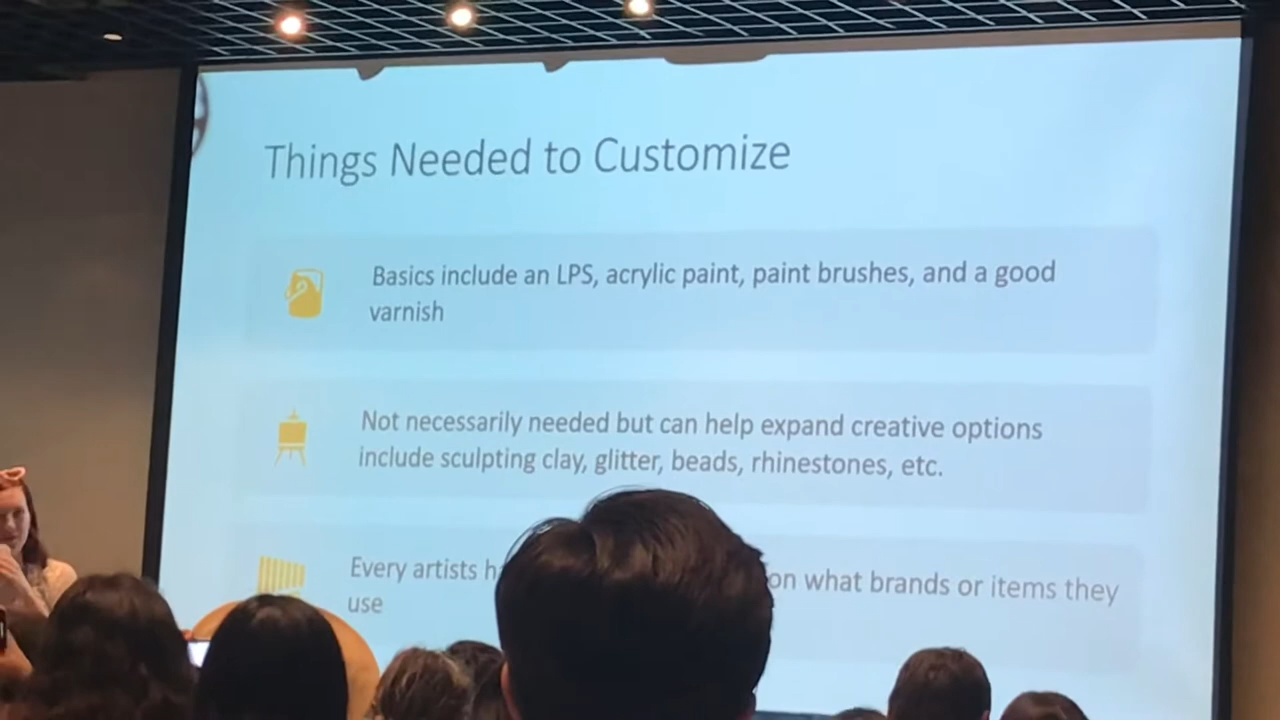 Things Needed to Customize
Basics include an LPS, acrylic paint, paint brushes, and a good
varnish
Not necessarily needed but can help expand creative options
include sculpting clay, glitter, beads, rhinestones, etc.
Every artists on what brands or items they
use